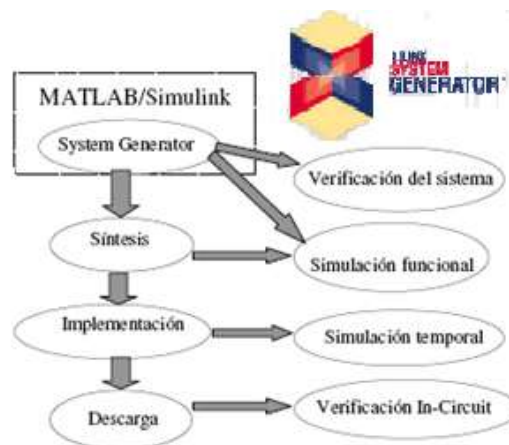 XILINX
SYSTEM
GENERATOR
MATLAB/Simulink
System Generator
Verificación del sistema
Síntesis
Simulación funcional
Implementación
Simulación temporal
Descarga
Verificación In-Circuit